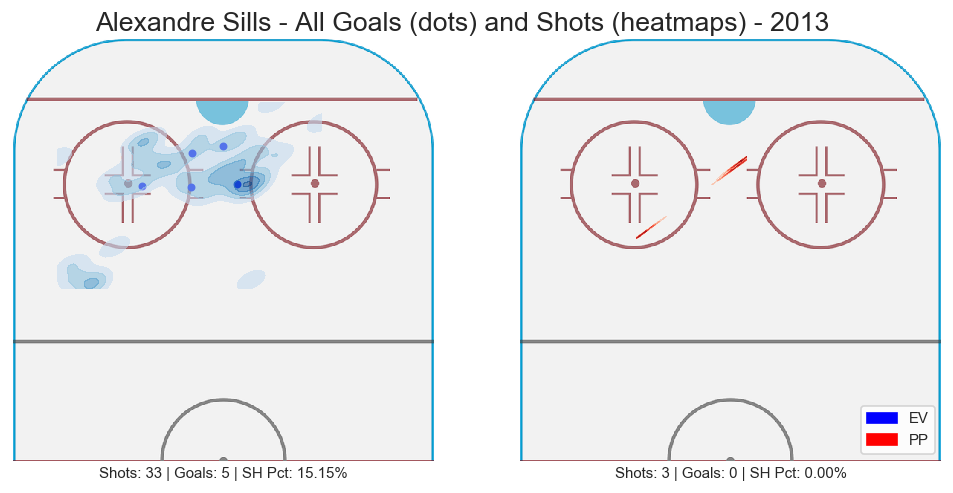 Alexandre Sills - All Goals (dots) and Shots (heatmaps) - 2013
EV
PP
Shots: 33 | Goals: 5 | SH Pct: 15.15%
Shots: 3 | Goals: 0 | SH Pct: 0.00%